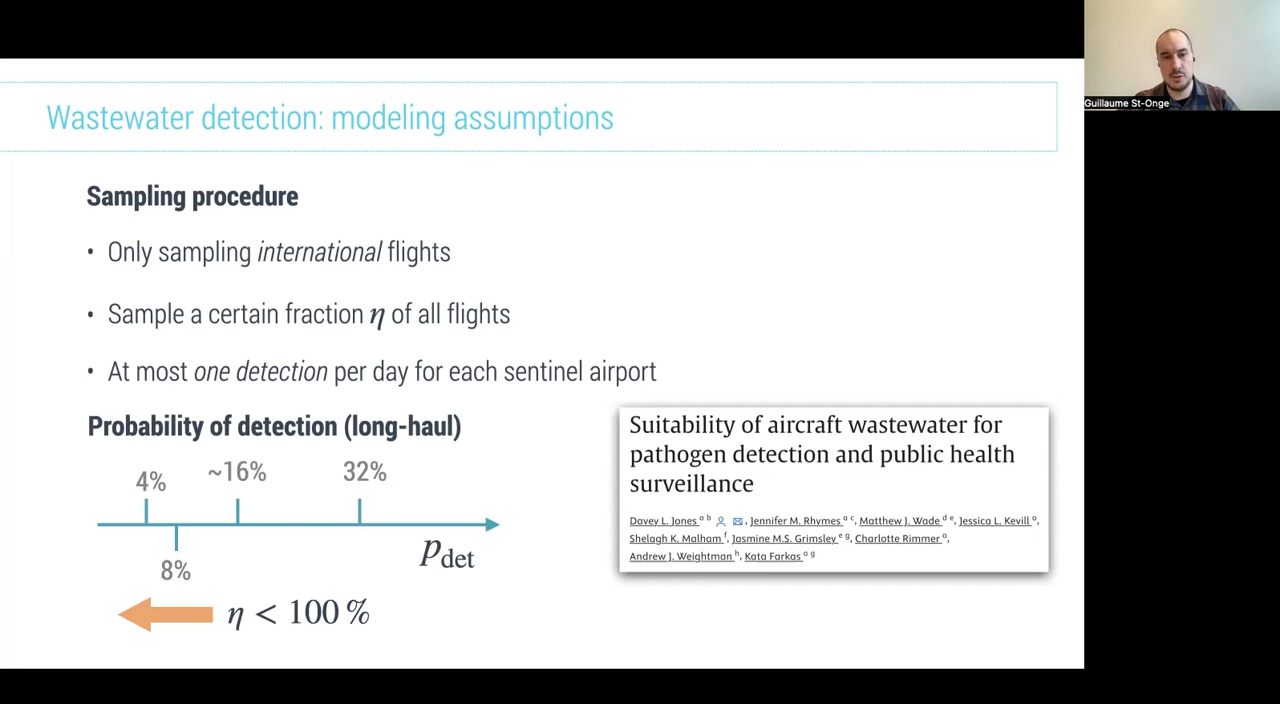 Guillaume St-Onge
Wastewater detection: modeling assumptions
Sampling procedure
• Only sampling international flights
• Sample a certain fraction η of all flights
• At most one detection per day for each sentinel airport
Probability of detection (long-haul)
4% ~16% 32%
8%
p_det
η < 100 %
Suitability of aircraft wastewater for
pathogen detection and public health
surveillance
Davey L. Jones a b, Jennifer M. Rhymes a c, Matthew J. Wade d e, Jessica L. Kevill a,
Shelagh K. Malham f, Jasmine M.S. Grimsley e g, Charlotte Rimmer a,
Andrew J. Weightman h, Kata Farkas a g